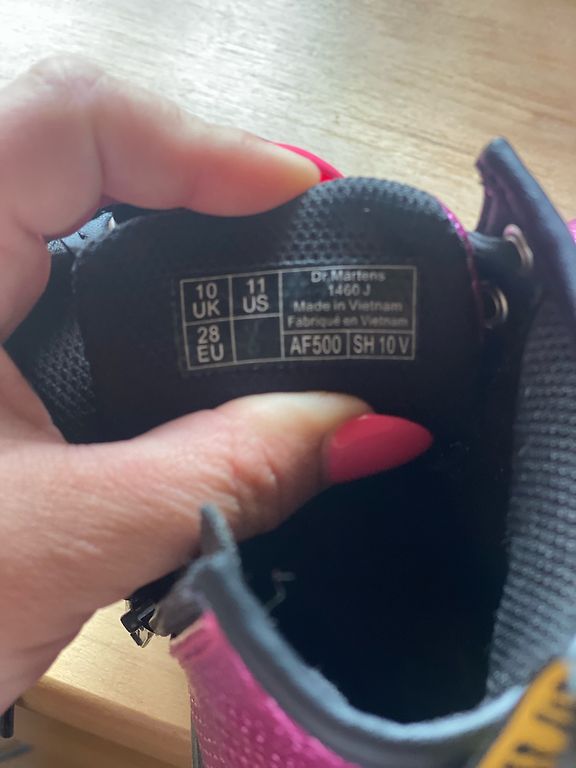 10 UK
11 US
28 EU
Dr.Martens
1460 J
Made in Vietnam
Fabriqué en Vietnam
AF500
SH 10 V